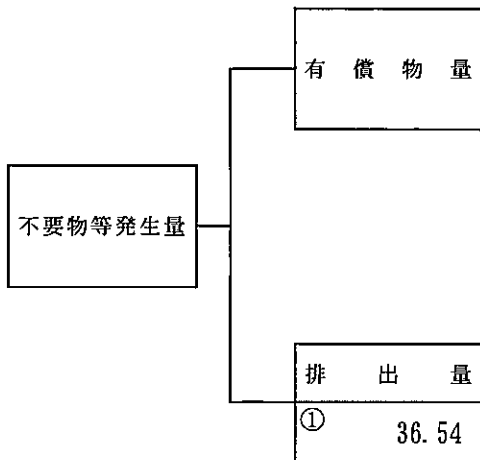 有償物量
不要物等発生量
排出量
①
36.54